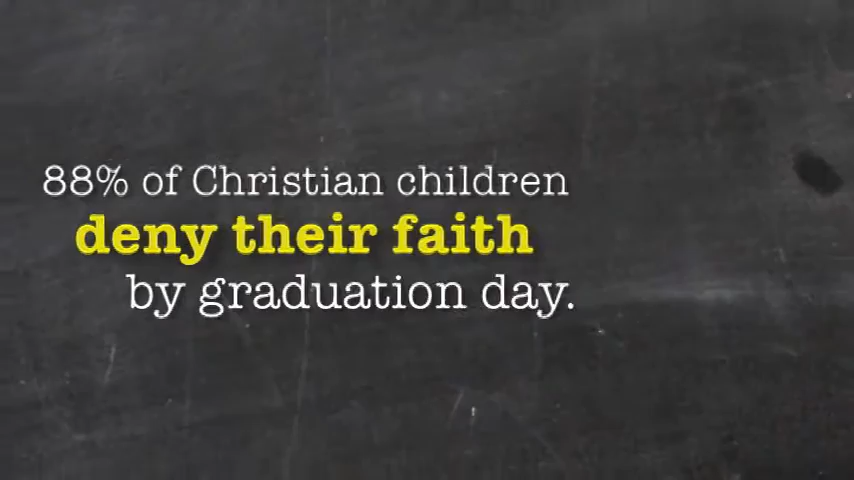 88% of Christian children
deny their faith
by graduation day.